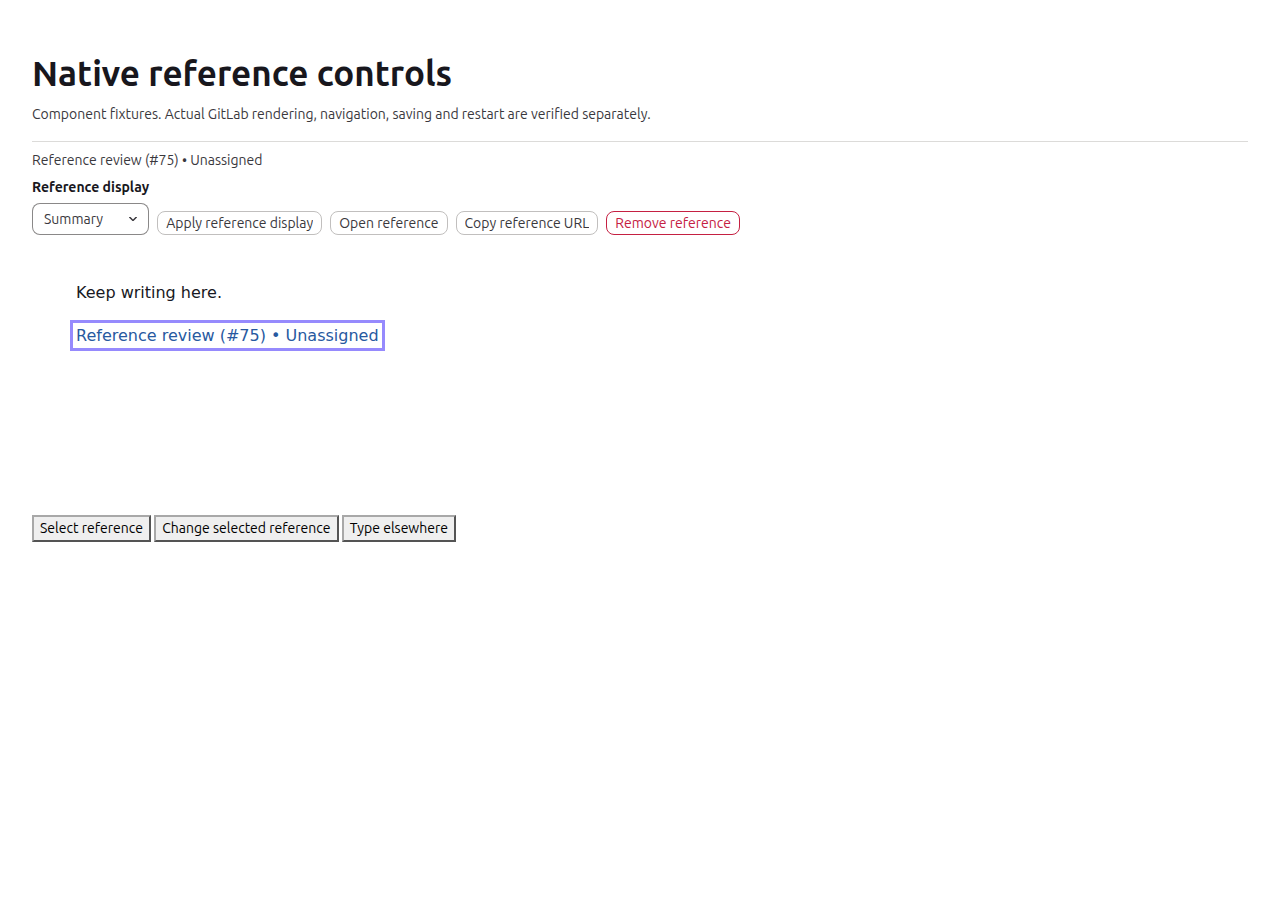 Native reference controls
Component fixtures. Actual GitLab rendering, navigation, saving and restart are verified separately.
Reference review (#75) • Unassigned
Reference display
Summary Apply reference display Open reference Copy reference URL Remove reference
Keep writing here.
Reference review (#75) • Unassigned
Select reference Change selected reference Type elsewhere